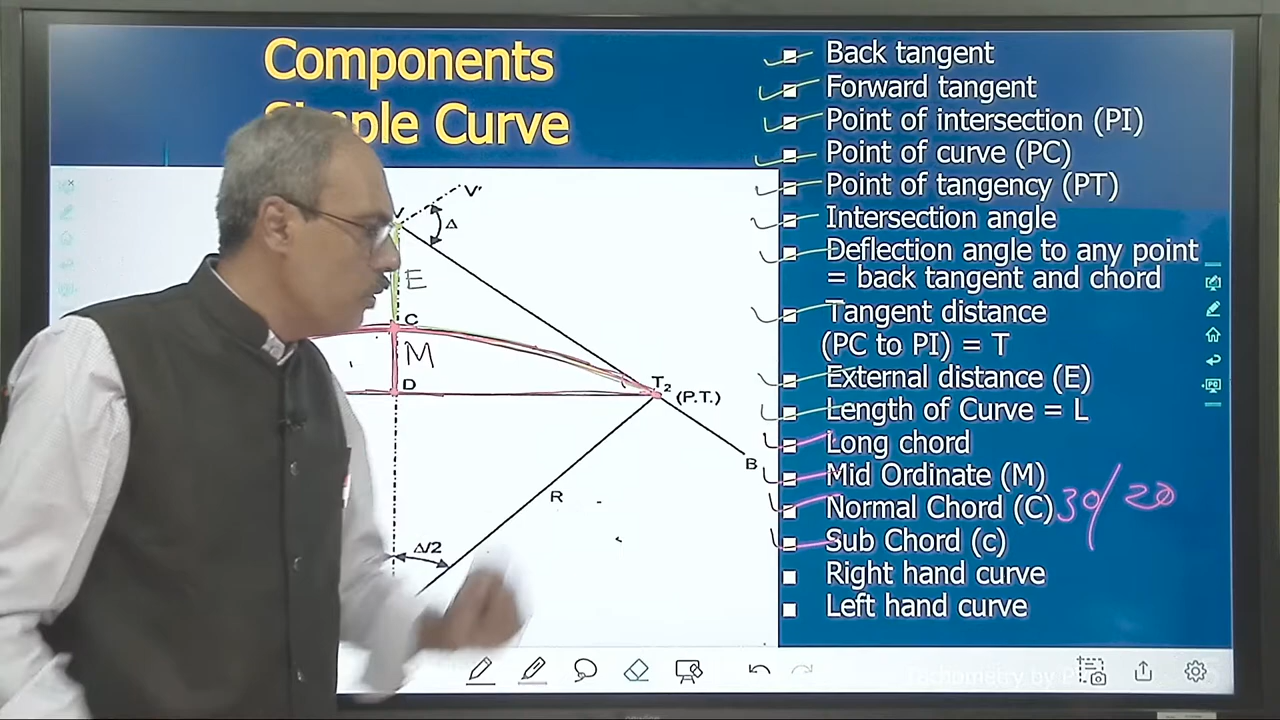 Components
Simple Curve
Back tangent
Forward tangent
Point of intersection (PI)
Point of curve (PC)
Point of tangency (PT)
Intersection angle
Deflection angle to any point
= back tangent and chord
Tangent distance
(PC to PI) = T
External distance (E)
Length of Curve = L
Long chord
Mid Ordinate (M)
Normal Chord (C) 30/20
Sub Chord (c)
Right hand curve
Left hand curve
V'
V
Δ
E
C
M
D
T2
(P.T.)
B
R
Δ/2